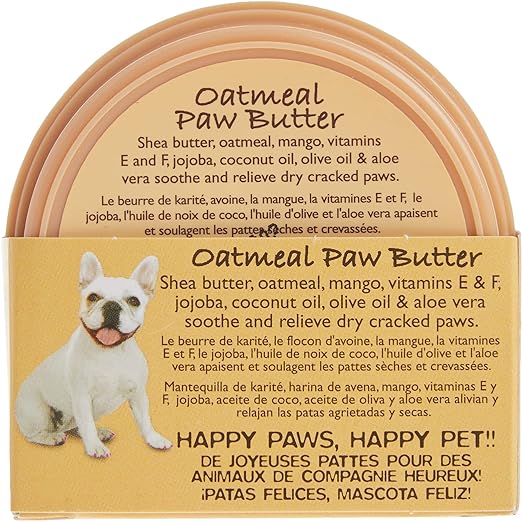 Oatmeal
Paw Butter
Shea butter, oatmeal, mango, vitamins
E and F, jojoba, coconut oil, olive oil & aloe
vera soothe and relieve dry cracked paws.
Le beurre de karité, avoine, la mangue, la vitamines E et F, le
jojoba, l'huile de noix de coco, l'huile d'olive et l'aloe apaisent
et soulagent les pattes sèches et crevassées.
Oatmeal Paw Butter
Shea butter, oatmeal, mango, vitamins E & F,
jojoba, coconut oil, olive oil & aloe vera
soothe and relieve dry cracked paws.
Le beurre de karité, le flocon d'avoine, la mangue, la vitamines
E et F, le jojoba, l'huile de noix de coco, l'huile d'olive et l'aloe
vera apaisent et soulagent les pattes sèches et crevassées.
Mantequilla de karité, harina de avena, mango, vitaminas E y
F, jojoba, aceite de coco, aceite de oliva y aloe vera alivian y
relajan las patas agrietadas y secas.
HAPPY PAWS, HAPPY PET!!
DE JOYEUSES PATTES POUR DES
ANIMAUX DE COMPAGNIE HEUREUX!
¡PATAS FELICES, MASCOTA FELIZ!